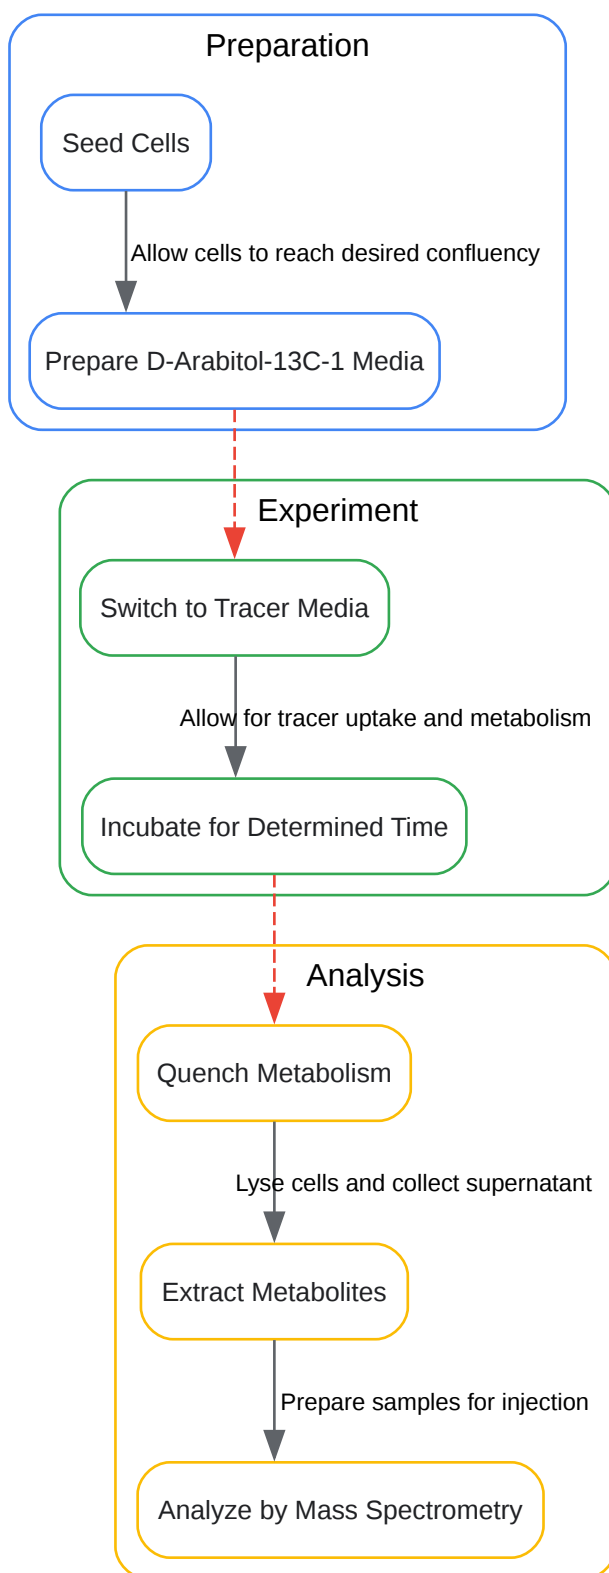 Preparation
Seed Cells
Allow cells to reach desired confluency
Prepare D-Arabitol-13C-1 Media
Experiment
Switch to Tracer Media
Allow for tracer uptake and metabolism
Incubate for Determined Time
Analysis
Quench Metabolism
Lyse cells and collect supernatant
Extract Metabolites
Prepare samples for injection
Analyze by Mass Spectrometry